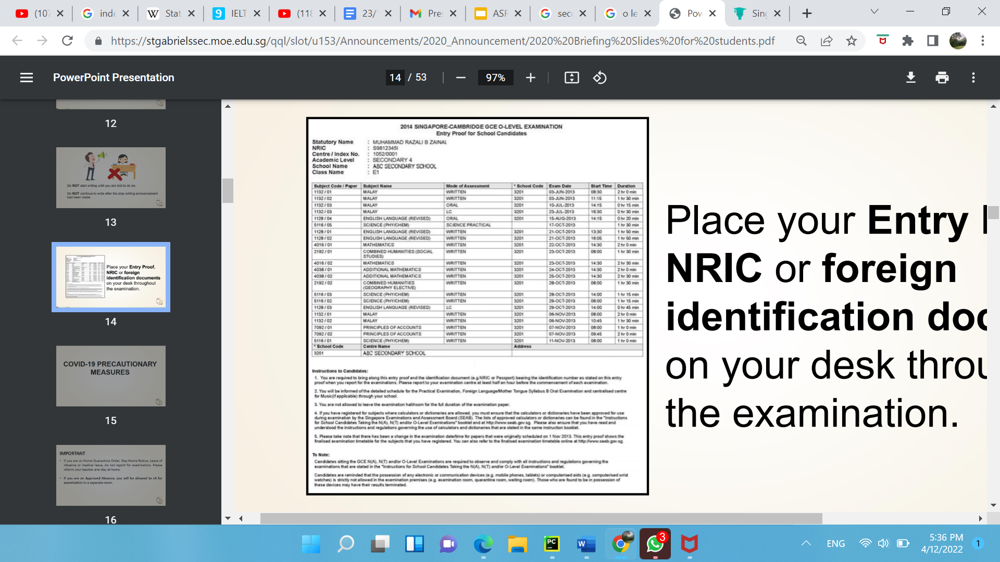 (107
inde
Stat
IELT
(118
23/
Pres
ASR
sec
o le
Pow
Sing
https://stgabrielssec.moe.edu.sg/qql/slot/u153/Announcements/2020_Announcement/2020%20Briefing%20Slides%20for%20students.pdf
PowerPoint Presentation
14 / 53
97%
12
Do NOT start writing until you are told to do so;
Do NOT continue to write after the stop writing announcement
had been made.
13
Place your Entry Proof,
NRIC or foreign
identification documents
on your desk throughout
the examination.
14
COVID-19 PRECAUTIONARY
MEASURES
15
IMPORTANT
• If you are on Home Quarantine Order, Stay-Home Notice, Leave of
Absence or medical leave, do not report for examination. Please
inform your teacher and stay at home.
• If you are on Approved Absence, you will be allowed to sit for
examination in a separate room.
16
2014 SINGAPORE-CAMBRIDGE GCE O-LEVEL EXAMINATION
Entry Proof for School Candidates
Statutory Name : MUHAMMAD RAZALI B ZAINAL
NRIC : S9812345I
Centre / Index No. : 1052/0001
Academic Level : SECONDARY 4
School Name : ABC SECONDARY SCHOOL
Class Name : E1
Subject Code / Paper Subject Name Mode of Assessment * School Code Exam Date Start Time Duration
1132 / 01 MALAY WRITTEN 3201 03-JUN-2013 08:30 2 hr 0 min
1132 / 02 MALAY WRITTEN 3201 03-JUN-2013 11:15 1 hr 30 min
1132 / 03 MALAY ORAL 3201 10-JUL-2013 14:15 0 hr 15 min
1132 / 03 MALAY LC 3201 23-JUL-2013 16:30 0 hr 30 min
1128 / 04 ENGLISH LANGUAGE (REVISED) ORAL 3201 15-AUG-2013 14:15 0 hr 20 min
5116 / 05 SCIENCE (PHY/CHEM) SCIENCE PRACTICAL 17-OCT-2013 1 hr 30 min
1128 / 01 ENGLISH LANGUAGE (REVISED) WRITTEN 3201 21-OCT-2013 13:30 1 hr 50 min
1128 / 02 ENGLISH LANGUAGE (REVISED) WRITTEN 3201 21-OCT-2013 16:05 1 hr 50 min
4016 / 01 MATHEMATICS WRITTEN 3201 22-OCT-2013 14:30 2 hr 0 min
2192 / 01 COMBINED HUMANITIES (SOCIAL WRITTEN 3201 23-OCT-2013 08:00 1 hr 30 min
STUDIES)
4016 / 02 MATHEMATICS WRITTEN 3201 23-OCT-2013 14:30 2 hr 30 min
4038 / 01 ADDITIONAL MATHEMATICS WRITTEN 3201 24-OCT-2013 14:30 2 hr 0 min
4038 / 02 ADDITIONAL MATHEMATICS WRITTEN 3201 25-OCT-2013 14:30 2 hr 30 min
2192 / 02 COMBINED HUMANITIES WRITTEN 3201 28-OCT-2013 08:00 1 hr 30 min
(GEOGRAPHY ELECTIVE)
5116 / 03 SCIENCE (PHY/CHEM) WRITTEN 3201 28-OCT-2013 14:00 1 hr 15 min
5116 / 02 SCIENCE (PHY/CHEM) WRITTEN 3201 29-OCT-2013 08:00 1 hr 15 min
1128 / 03 ENGLISH LANGUAGE (REVISED) LC 3201 29-OCT-2013 14:00 0 hr 45 min
1132 / 01 MALAY WRITTEN 3201 06-NOV-2013 08:00 2 hr 0 min
1132 / 02 MALAY WRITTEN 3201 06-NOV-2013 10:45 1 hr 30 min
7092 / 01 PRINCIPLES OF ACCOUNTS WRITTEN 3201 07-NOV-2013 08:00 1 hr 0 min
7092 / 02 PRINCIPLES OF ACCOUNTS WRITTEN 3201 07-NOV-2013 09:45 2 hr 0 min
5116 / 01 SCIENCE (PHY/CHEM) WRITTEN 3201 11-NOV-2013 08:00 1 hr 0 min
* School Code Centre Name Address
3201 ABC SECONDARY SCHOOL
Instructions to Candidates:
1. You are required to bring along this entry proof and the identification document (e.g NRIC or Passport) bearing the identification number as stated on this entry
proof when you report for the examinations. Please report to your examination centre at least half an hour before the commencement of each examination.
2. You will be informed of the detailed schedule for the Practical Examination, Foreign Language/Mother Tongue Syllabus B Oral Examination and centralised centre
for Music(if applicable) through your school.
3. You are not allowed to leave the examination hall/room for the full duration of the examination paper.
4. If you have registered for subjects where calculators or dictionaries are allowed, you must ensure that the calculators or dictionaries have been approved for use
during examination by the Singapore Examinations and Assessment Board (SEAB). The lists of approved calculators or dictionaries can be found in the "Instructions
for School Candidates Taking the N(A), N(T) and/or O-Level Examinations" booklet and at http://www.seab.gov.sg. Please also ensure that you have read and
understood the instructions and regulations governing the use of calculators and dictionaries that are stated in the same instruction booklet.
5. Please take note that there has been a change in the examination date/time for papers that were originally scheduled on 1 Nov 2013. This entry proof shows the
finalised examination timetable for the subjects that you have registered. You can also refer to the finalised examination timetable online at http://www.seab.gov.sg.
To Note:
Candidates sitting the GCE N(A), N(T) and/or O-Level Examinations are required to observe and comply with all instructions and regulations governing the
examinations that are stated in the "Instructions for School Candidates Taking the N(A), N(T) and/or O-Level Examinations" booklet.
Candidates are reminded that the possession of any electronic or communication devices (e.g. mobile phones, tablets) or computerised aids (e.g. computerised wrist
watches) is strictly not allowed in the examination premises (e.g. examination room, quarantine room, waiting room). Those who are found to be in possession of
these devices may have their results terminated.
Place your Entry
NRIC or foreign
identification doc
on your desk throu
the examination.
3
ENG
5:36 PM
4/12/2022
1